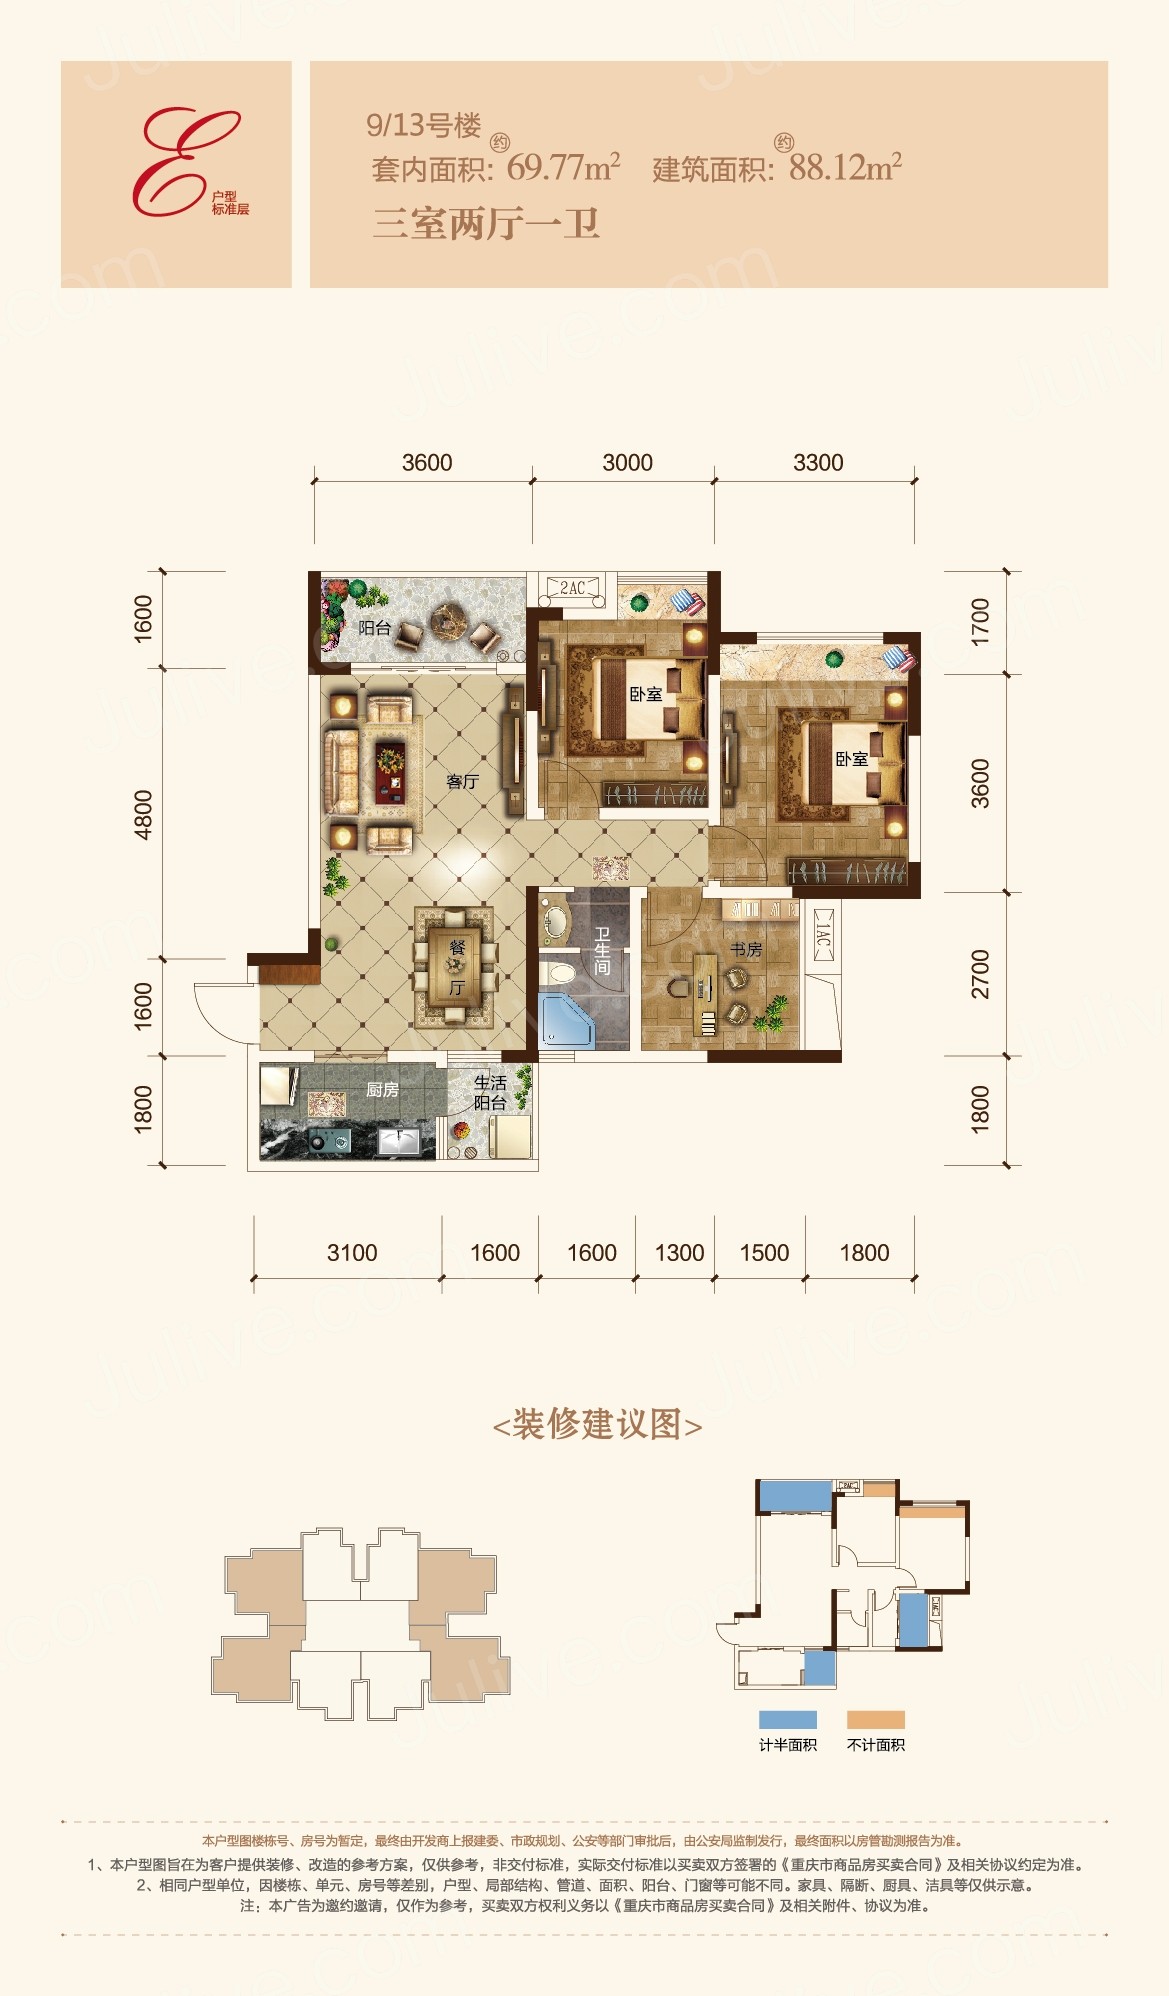 E 户型
标准层
9/13号楼
套内面积：约69.77m² 建筑面积：约88.12m²
三室两厅一卫
3600 3000 3300
1600
4800
1600
1800
1700
3600
2700
1800
2AC
阳台
卧室
卧室
客厅
餐厅
卫生间
书房
1AC
厨房
生活
阳台
3100 1600 1600 1300 1500 1800
<装修建议图>
2AC
1AC
计半面积 不计面积
本户型图楼栋号、房号为暂定，最终由开发商上报建委、市政规划、公安等部门审批后，由公安局监制发行，最终面积以房管勘测报告为准。
1、本户型图旨在为客户提供装修、改造的参考方案，仅供参考，非交付标准，实际交付标准以买卖双方签署的《重庆市商品房买卖合同》及相关协议约定为准。
2、相同户型单位，因楼栋、单元、房号等差别，户型、局部结构、管道、面积、阳台、门窗等可能不同。家具、隔断、厨具、洁具等仅供示意。
注：本广告为邀约邀请，仅作为参考，买卖双方权利义务以《重庆市商品房买卖合同》及相关附件、协议为准。
Julive.com